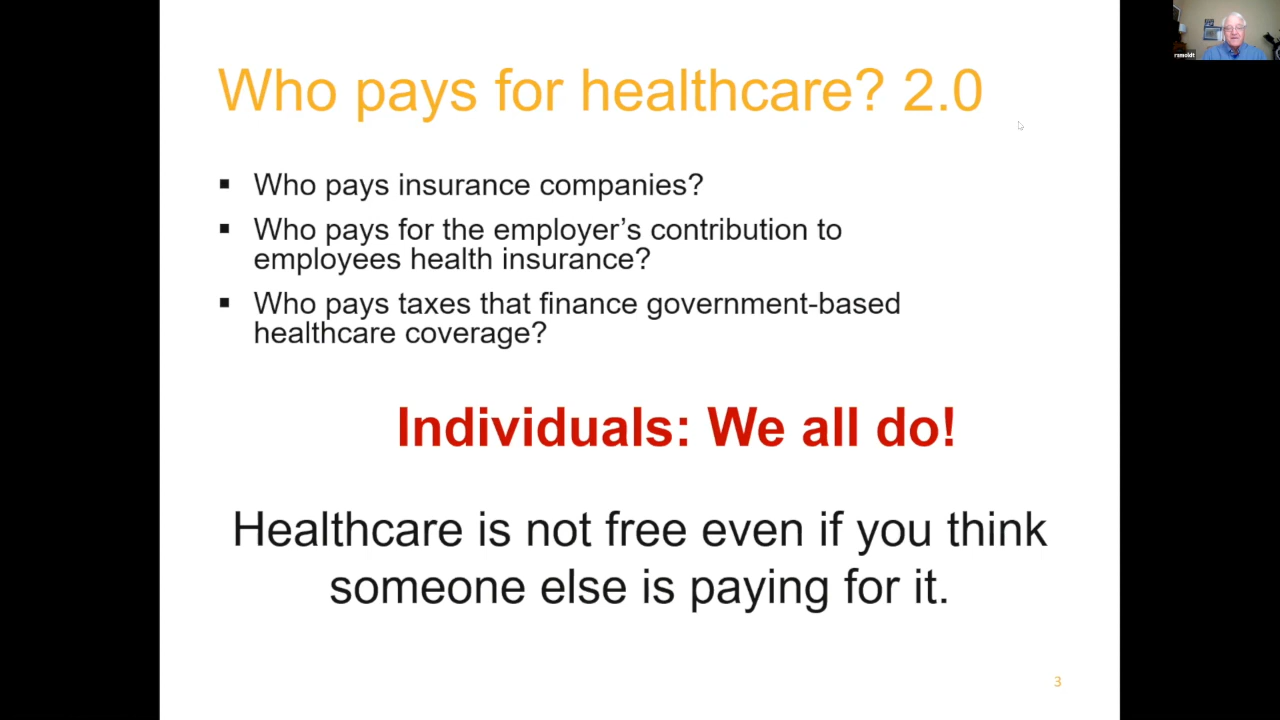 Who pays for healthcare? 2.0
▪ Who pays insurance companies?
▪ Who pays for the employer’s contribution to
employees health insurance?
▪ Who pays taxes that finance government-based
healthcare coverage?
Individuals: We all do!
Healthcare is not free even if you think
someone else is paying for it.
3
rsmoldt